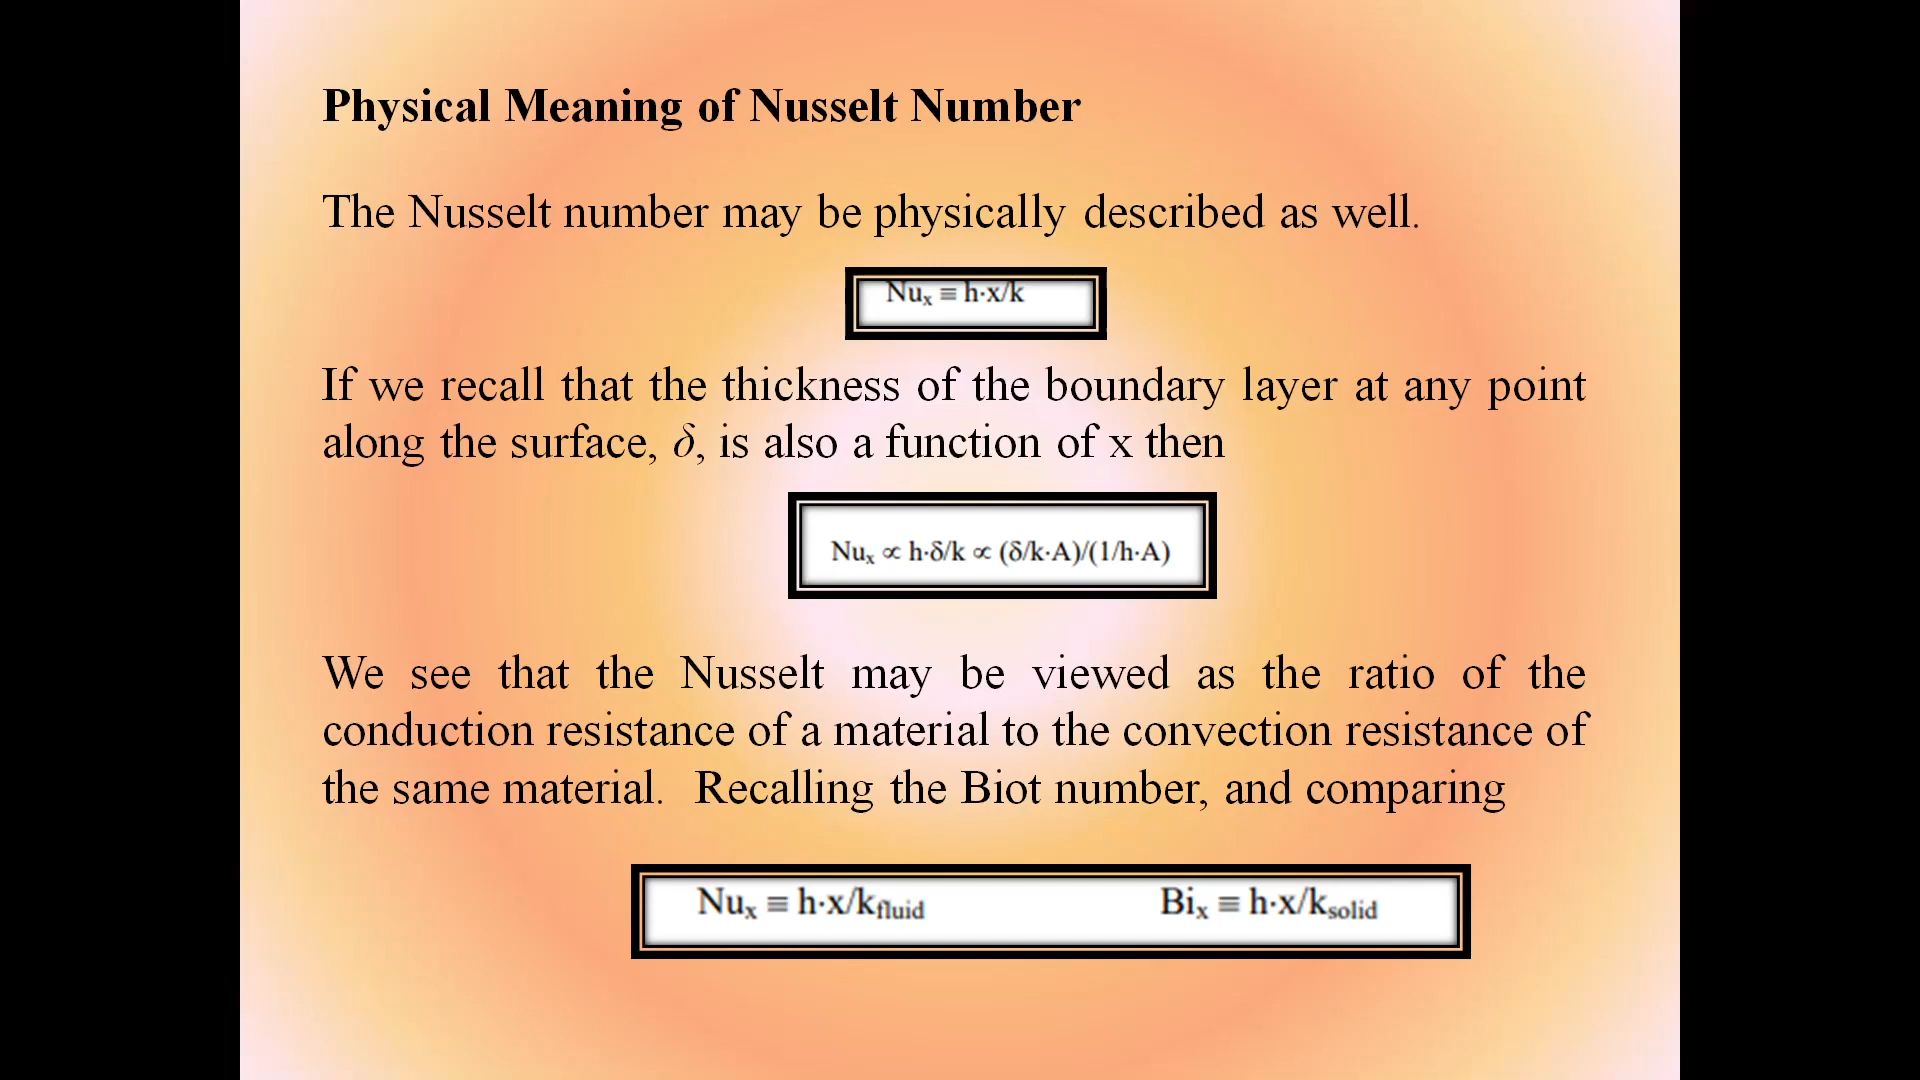 Physical Meaning of Nusselt Number
The Nusselt number may be physically described as well.
Nuₓ ≡ h·x/k
If we recall that the thickness of the boundary layer at any point
along the surface, δ, is also a function of x then
Nuₓ ∝ h·δ/k ∝ (δ/k·A)/(1/h·A)
We see that the Nusselt may be viewed as the ratio of the
conduction resistance of a material to the convection resistance of
the same material. Recalling the Biot number, and comparing
Nuₓ ≡ h·x/k_fluid Biₓ ≡ h·x/k_solid